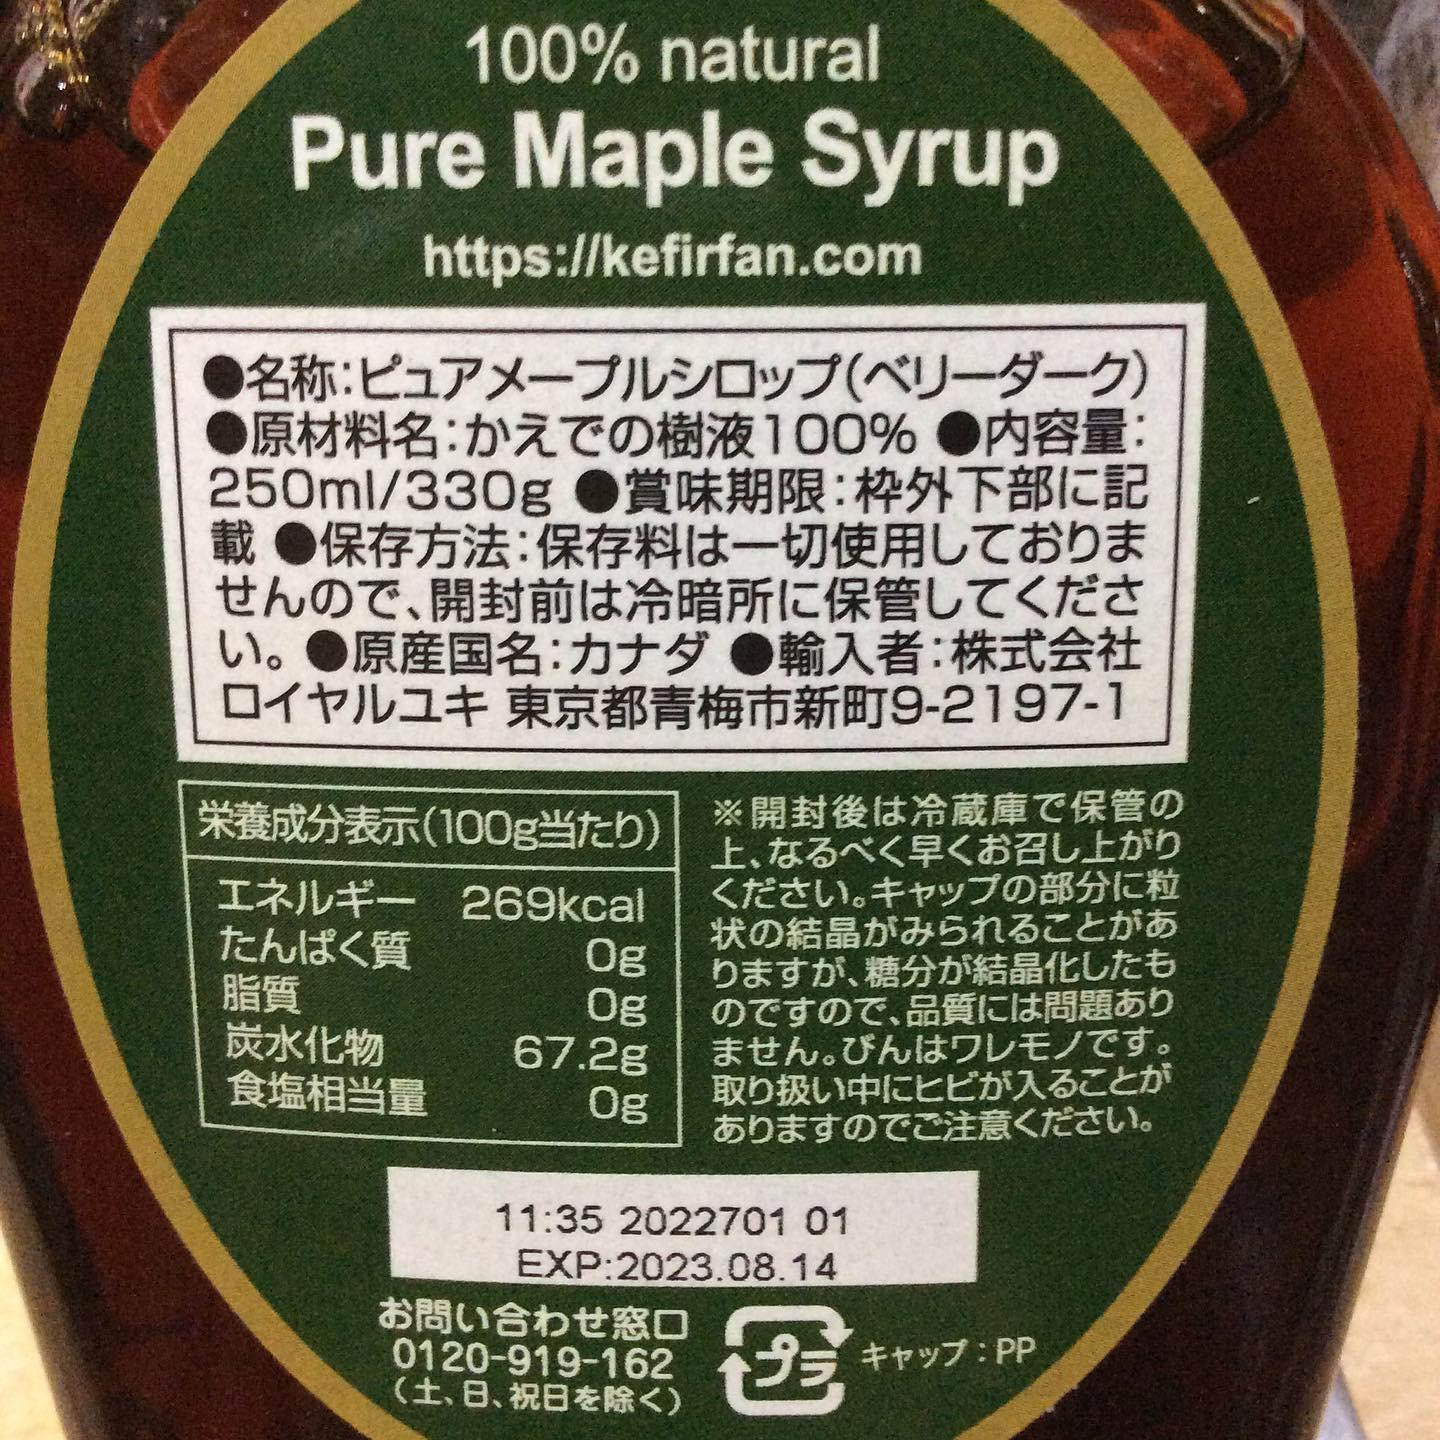 100% natural
Pure Maple Syrup
https://kefirfan.com
●名称:ピュアメープルシロップ(ベリーダーク)
●原材料名:かえでの樹液100% ●内容量:
250ml/330g ●賞味期限:枠外下部に記
載 ●保存方法:保存料は一切使用しておりま
せんので、開封前は冷暗所に保管してくださ
い。●原産国名:カナダ ●輸入者:株式会社
ロイヤルユキ 東京都青梅市新町9-2197-1
栄養成分表示(100g当たり)
エネルギー 269kcal
たんぱく質 0g
脂質 0g
炭水化物 67.2g
食塩相当量 0g
※開封後は冷蔵庫で保管の
上、なるべく早くお召し上がり
ください。キャップの部分に粒
状の結晶がみられることがあ
りますが、糖分が結晶化したも
のですので、品質には問題あり
ません。びんはワレモノです。
取り扱い中にヒビが入ることが
ありますのでご注意ください。
11:35 2022701 01
EXP:2023.08.14
お問い合わせ窓口
0120-919-162
(土、日、祝日を除く)
プラ
キャップ:PP